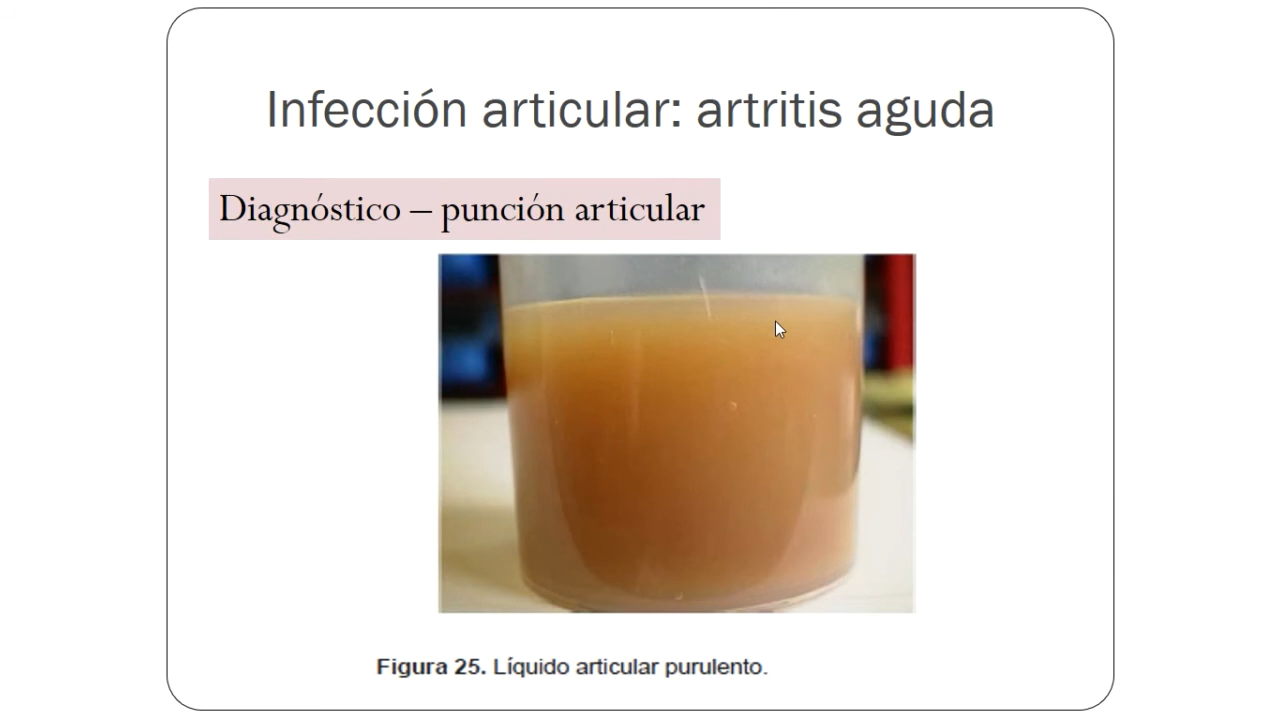 Infección articular: artritis aguda
Diagnóstico – punción articular
Figura 25. Líquido articular purulento.